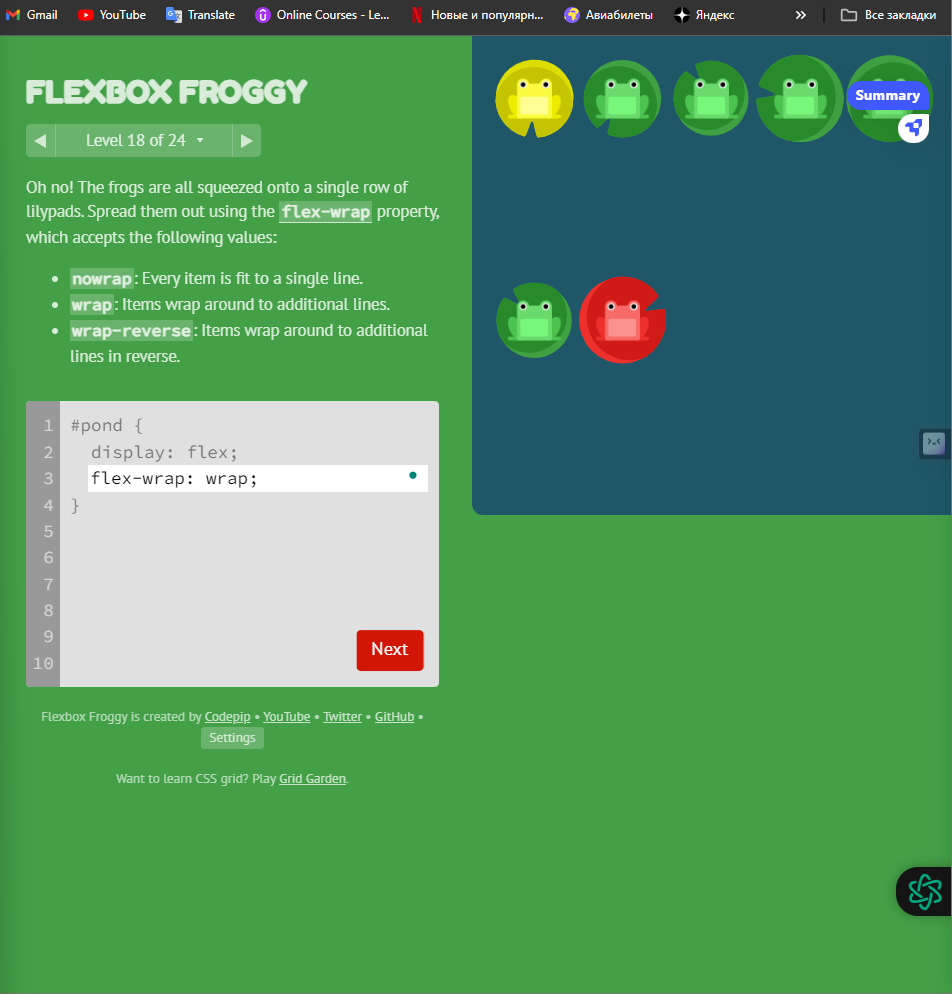 Gmail YouTube Translate Online Courses - Le... Новые и популярн... Авиабилеты Яндекс » Все закладки
FLEXBOX FROGGY
◀ Level 18 of 24 ▾ ▶
Oh no! The frogs are all squeezed onto a single row of
lilypads. Spread them out using the flex-wrap property,
which accepts the following values:
• nowrap: Every item is fit to a single line.
• wrap: Items wrap around to additional lines.
• wrap-reverse: Items wrap around to additional
lines in reverse.
1 #pond {
2 display: flex;
3 flex-wrap: wrap;
4 }
5
6
7
8
9
10
Next
Flexbox Froggy is created by Codepip • YouTube • Twitter • GitHub •
Settings
Want to learn CSS grid? Play Grid Garden.
Summary